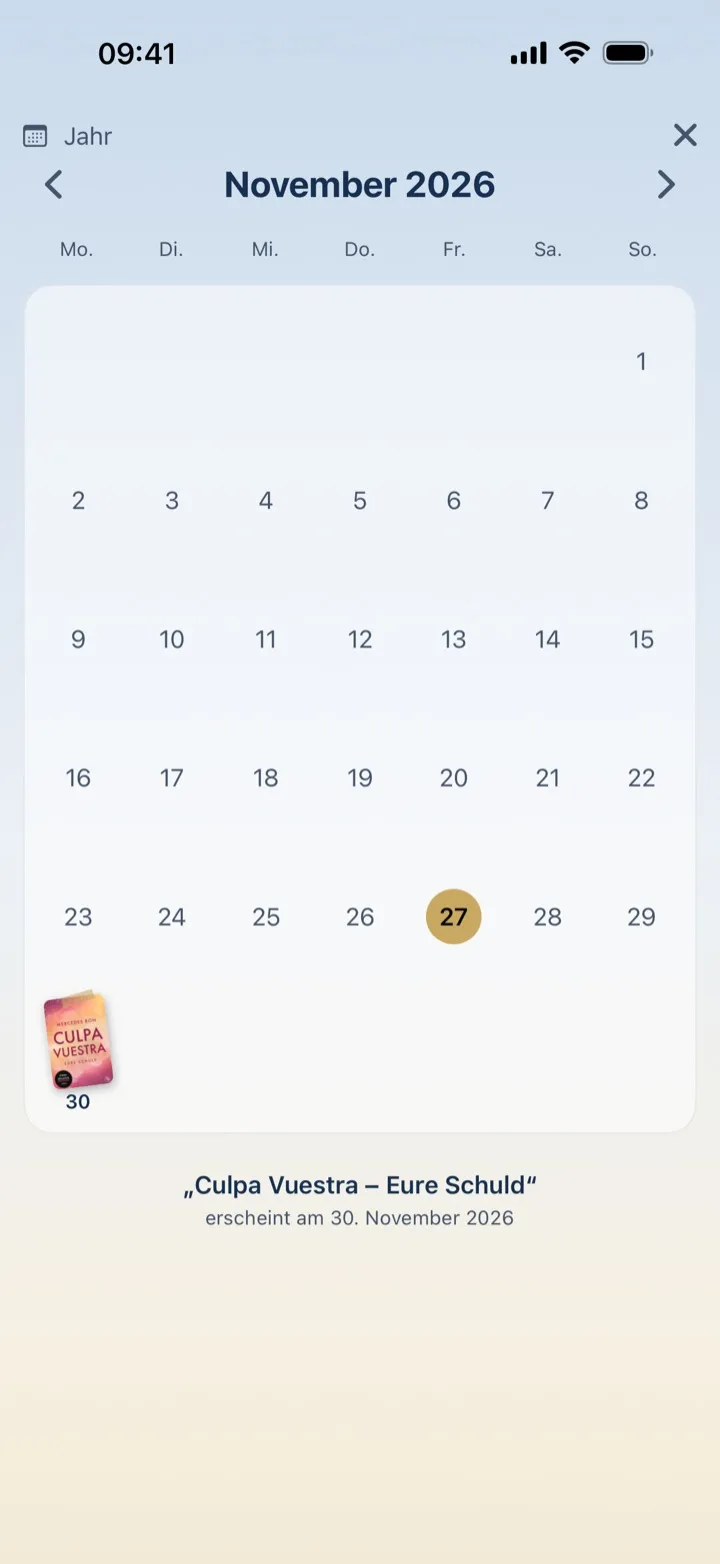 09:41
Jahr
November 2026
Mo. Di. Mi. Do. Fr. Sa. So.
1
2 3 4 5 6 7 8
9 10 11 12 13 14 15
16 17 18 19 20 21 22
23 24 25 26 27 28 29
CULPA
VUESTRA
30
„Culpa Vuestra – Eure Schuld“
erscheint am 30. November 2026